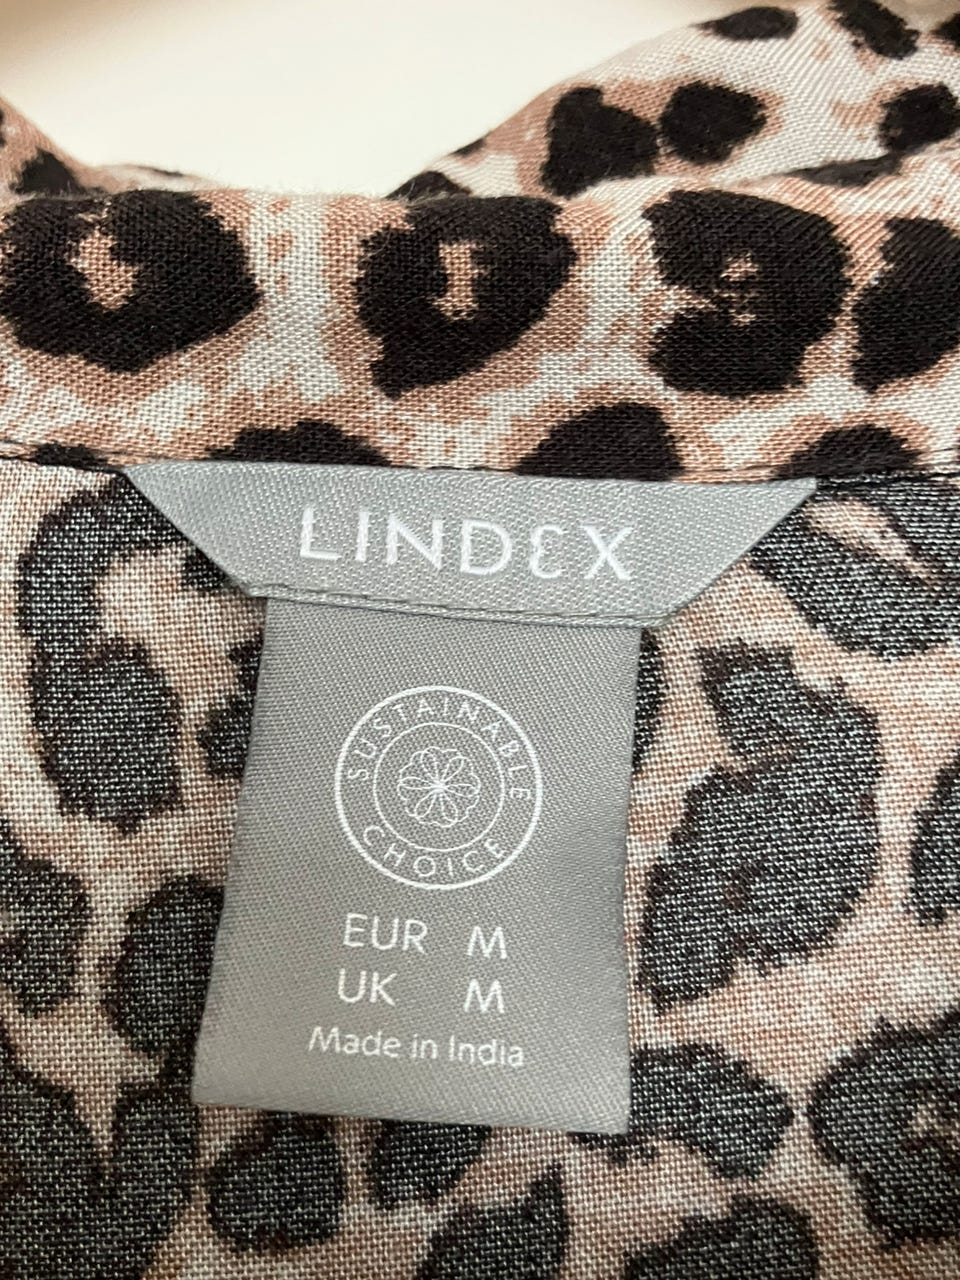 LINDEX
SUSTAINABLE
CHOICE
EUR M
UK M
Made in India